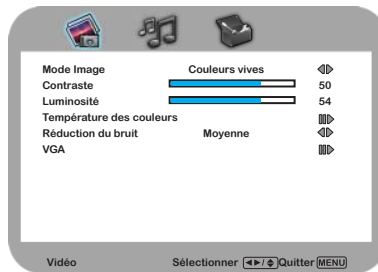 Mode Image Couleurs vives
Contraste 50
Luminosité 54
Température des couleurs
Réduction du bruit Moyenne
VGA
Vidéo Sélectionner / Quitter MENU